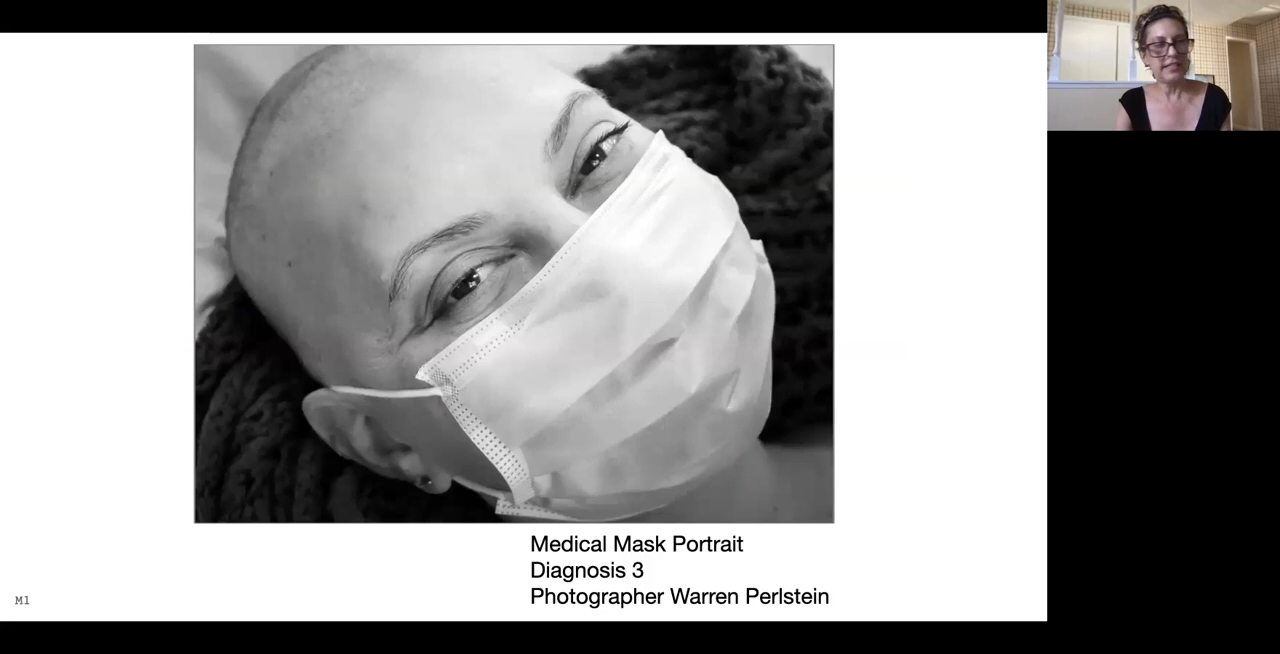 Medical Mask Portrait
Diagnosis 3
Photographer Warren Perlstein
M1